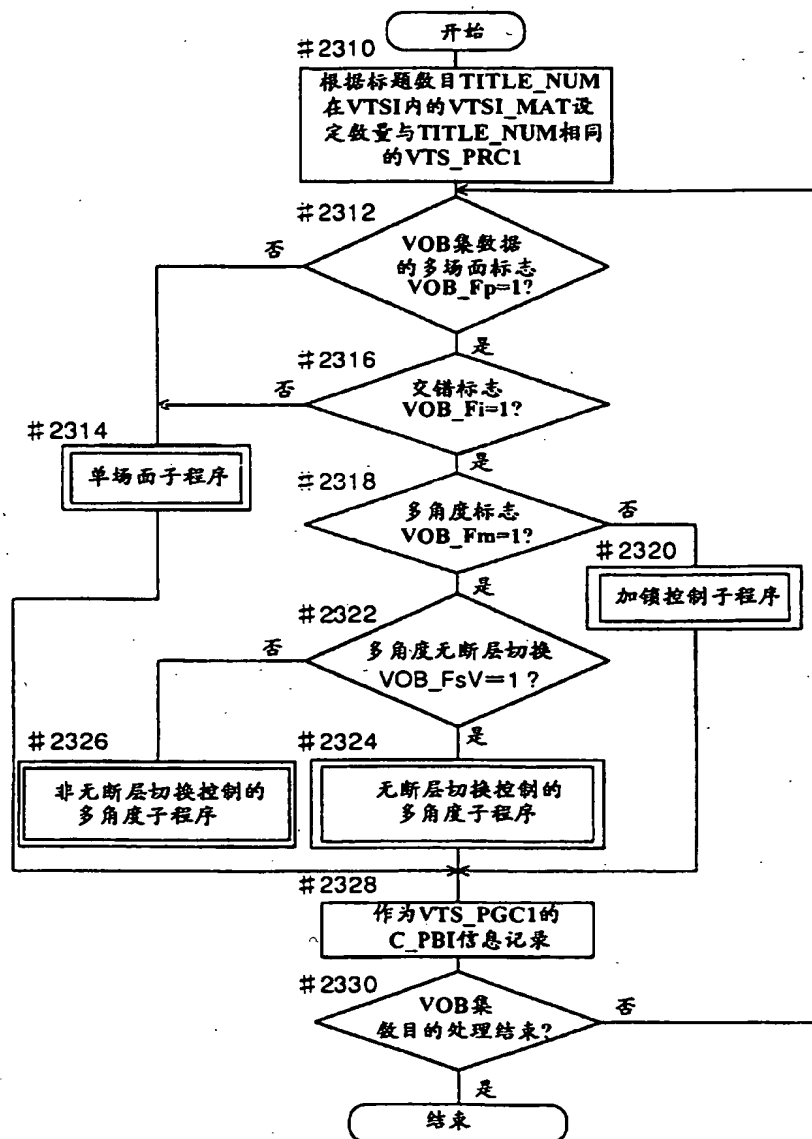 开始
#2310
根据标题数目TITLE_NUM
在VTSI内的VTSI_MAT设
定数量与TITLE_NUM相同
的VTS_PRC1
#2312
否
VOB集数据
的多场面标志
VOB_Fp=1?
是
#2316
否
交错标志
VOB_Fi=1?
#2314
单场面子程序
是
#2318
多角度标志
VOB_Fm=1?
否
#2320
加锁控制子程序
是
#2322
否
多角度无断层切换
VOB_FsV=1?
是
#2326
非无断层切换控制的
多角度子程序
#2324
无断层切换控制的
多角度子程序
#2328
作为VTS_PGC1的
C_PBI信息记录
#2330
VOB集
数目的处理结束?
否
是
结束